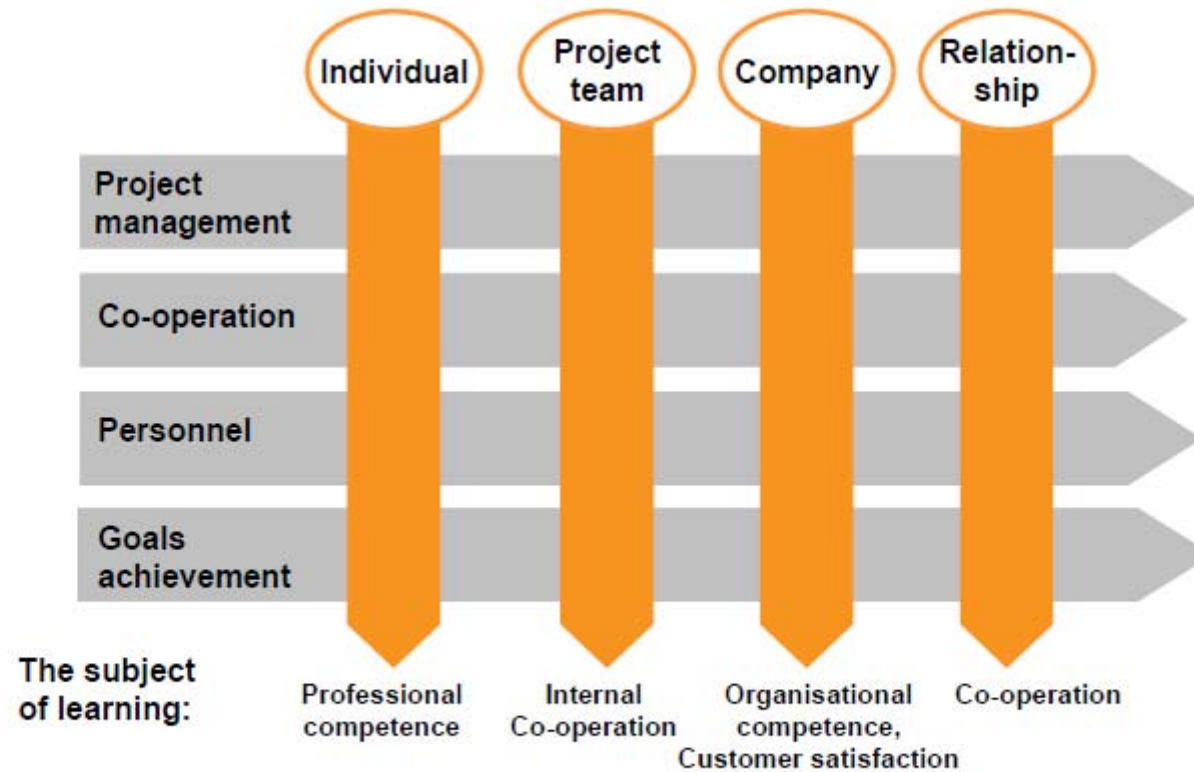 Individual
Project
team
Company
Relation-
ship
Project
management
Co-operation
Personnel
Goals
achievement
The subject
of learning:
Professional
competence
Internal
Co-operation
Organisational
competence,
Customer satisfaction
Co-operation